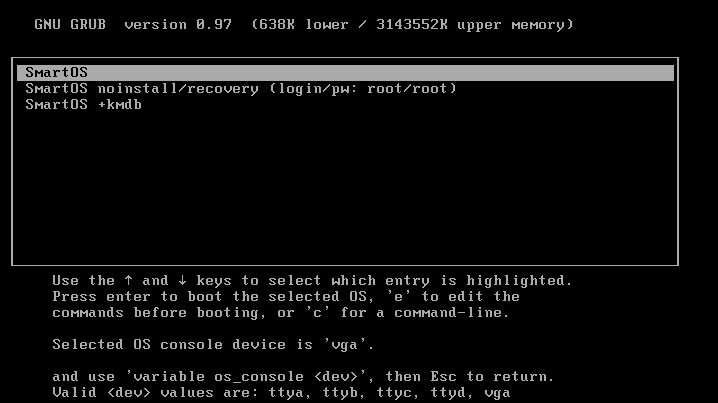 GNU GRUB  version 0.97  (638K lower / 3143552K upper memory)
SmartOS
SmartOS noinstall/recovery (login/pw: root/root)
SmartOS +kmdb
Use the ↑ and ↓ keys to select which entry is highlighted.
Press enter to boot the selected OS, 'e' to edit the
commands before booting, or 'c' for a command-line.
Selected OS console device is 'vga'.
and use 'variable os_console <dev>', then Esc to return.
Valid <dev> values are: ttya, ttyb, ttyc, ttyd, vga